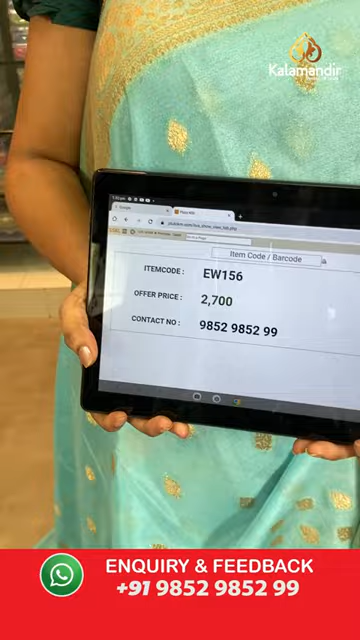 Kalamandir
Google
Item Code / Barcode
ITEMCODE : EW156
OFFER PRICE : 2,700
CONTACT NO : 9852 9852 99
ENQUIRY & FEEDBACK
+91 9852 9852 99